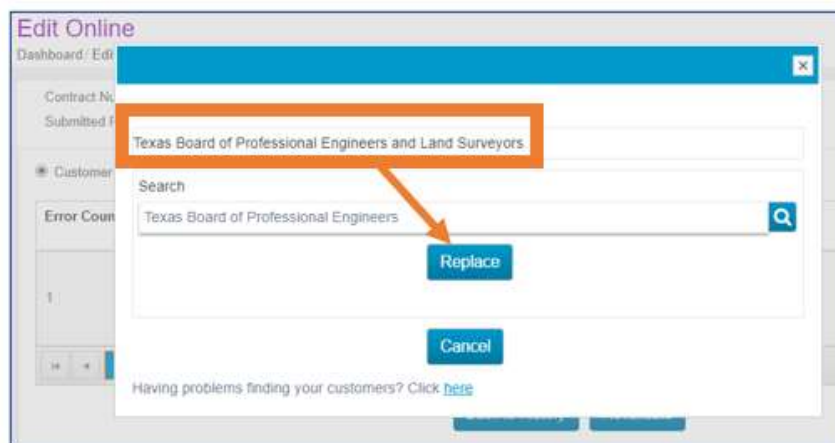 Edit Online
Dashboard / Edi
Contract Nu
Submitted F
Texas Board of Professional Engineers and Land Surveyors
Customer
Search
Error Coun
Texas Board of Professional Engineers
Replace
1
Cancel
Having problems finding your customers? Click here